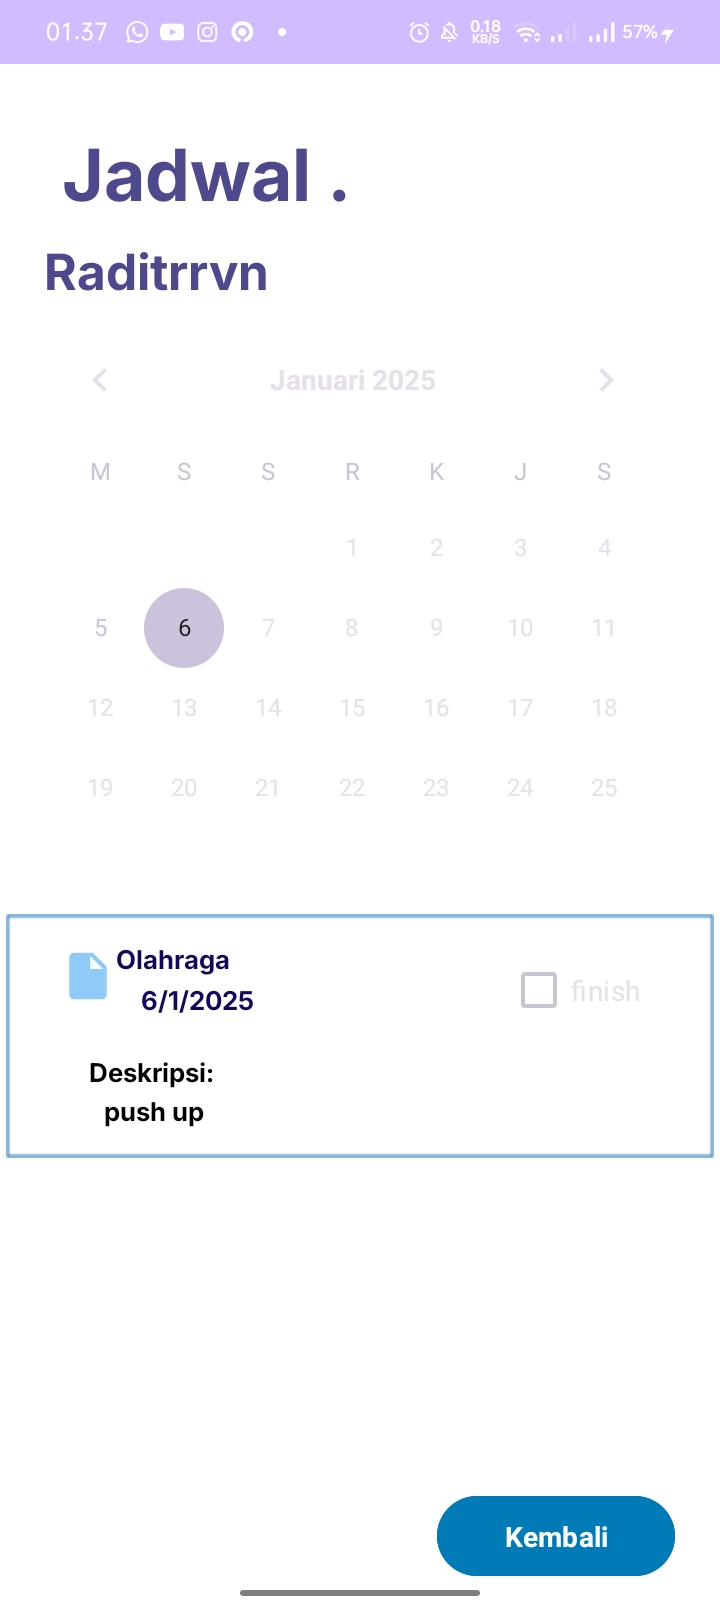 01.37 0.18 KB/S 57%
Jadwal .
Raditrrvn
Januari 2025
M S S R K J S
1 2 3 4
5 6 7 8 9 10 11
12 13 14 15 16 17 18
19 20 21 22 23 24 25
Olahraga
6/1/2025
finish
Deskripsi:
push up
Kembali